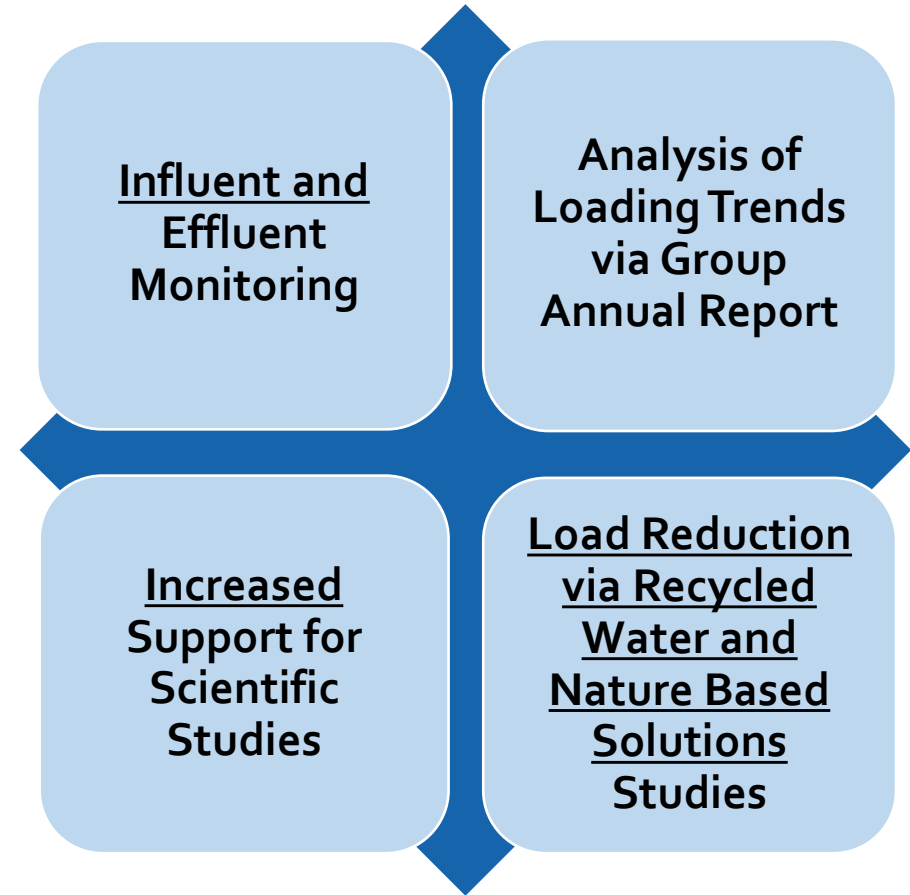 Influent and
Effluent
Monitoring
Analysis of
Loading Trends
via Group
Annual Report
Increased
Support for
Scientific
Studies
Load Reduction
via Recycled
Water and
Nature Based
Solutions
Studies